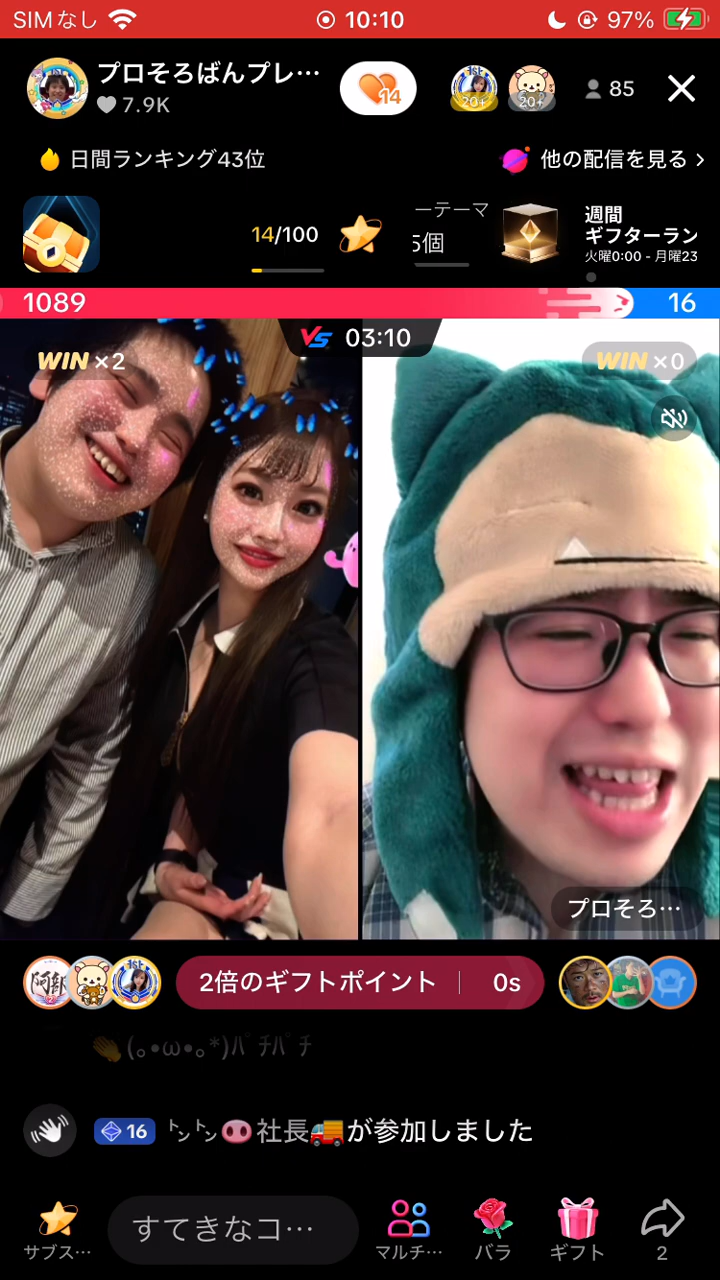 SIMなし 10:10 97%
プロそろばんプレ… 14 20+ 20+ 85
7.9K
日間ランキング43位 他の配信を見る
14/100 ーテーマ 5個 週間
ギフターラン
火曜0:00 - 月曜23
1089 16
VS 03:10
WIN ×2 WIN ×0
プロそろ…
2倍のギフトポイント 0s
👏(｡•ω•｡*)ﾊﾟﾁﾊﾟﾁ
16 ﾄﾝﾄﾝ🐽社長🚚が参加しました
すてきなコ…
サブス… マルチ… バラ ギフト 2